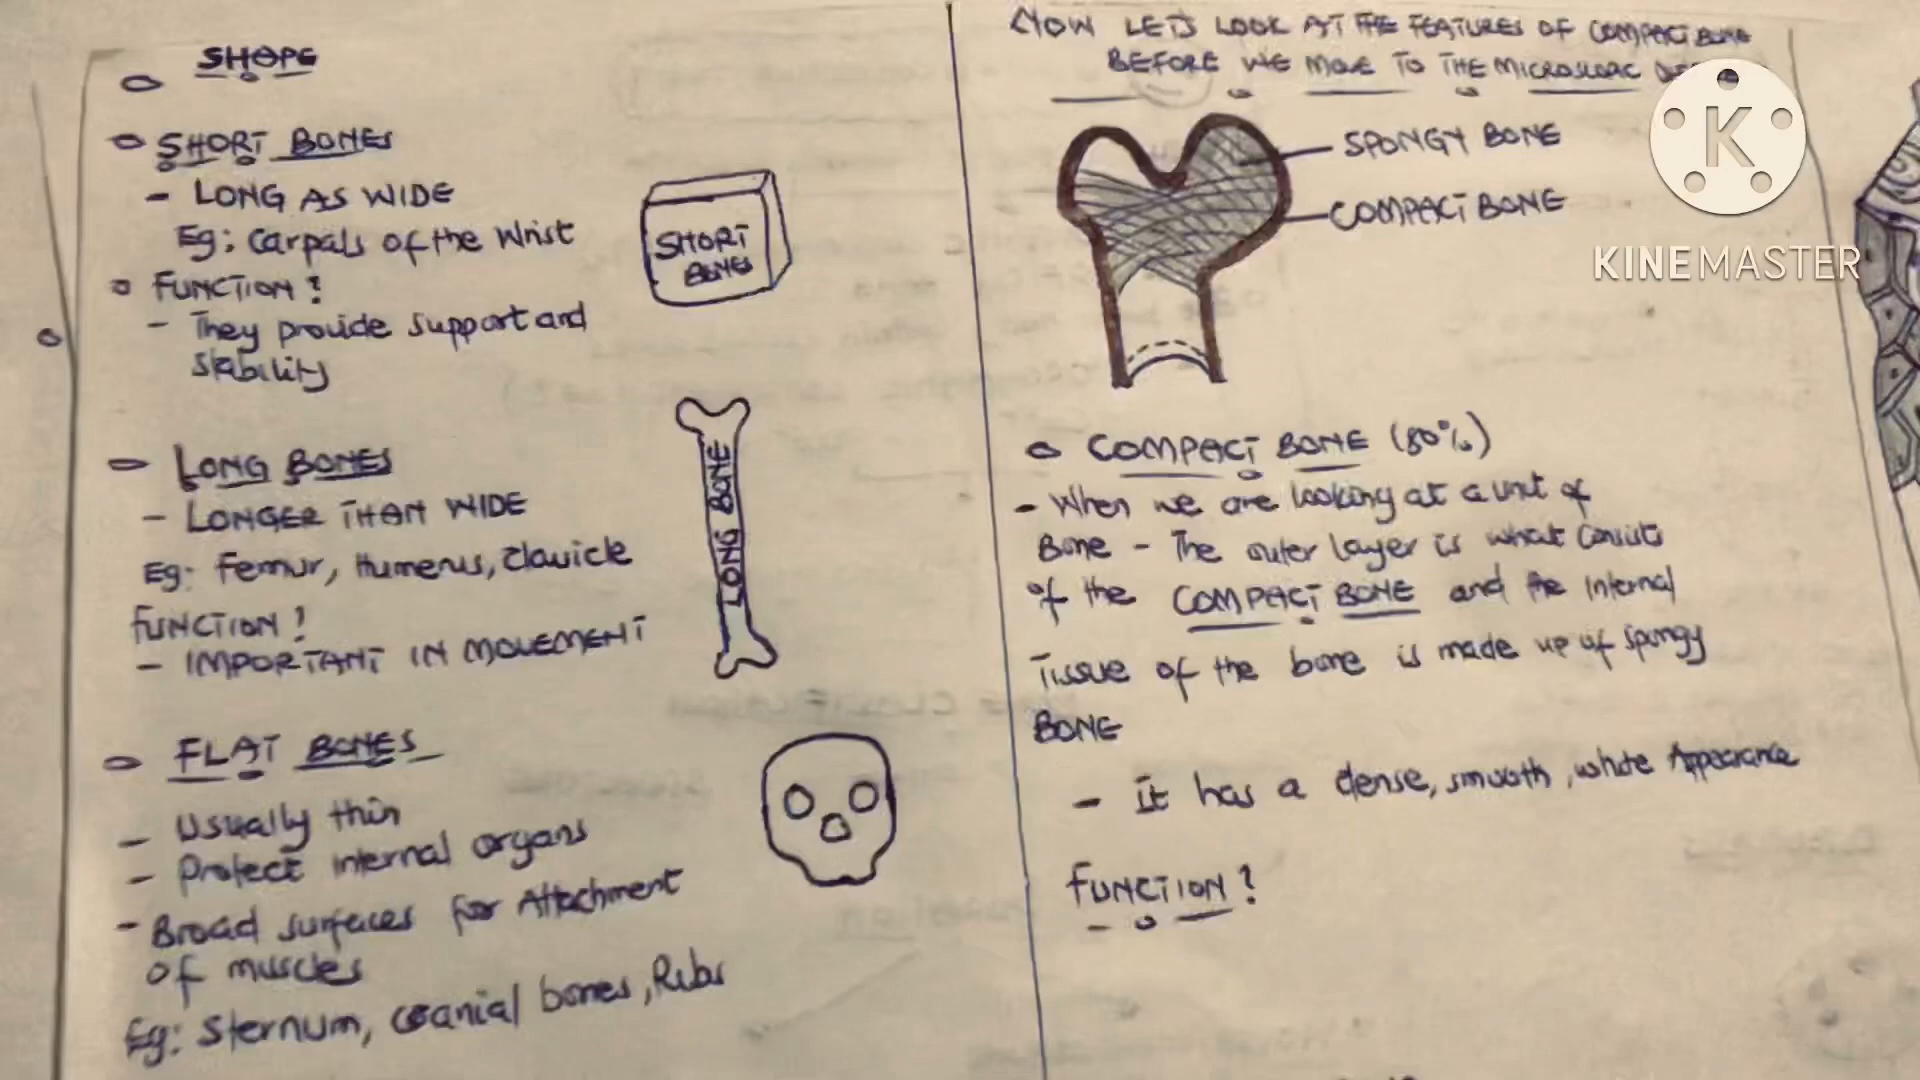 SHAPE
SHORT BONES
- LONG AS WIDE
Eg: Carpals of the Wrist
FUNCTION?
- They provide support and
stability
SHORT
BONES
LONG BONES
- LONGER THAN WIDE
Eg: Femur, Humerus, Clavicle
FUNCTION?
- IMPORTANT IN MOVEMENT
LONG BONE
FLAT BONES
- Usually thin
- Protect internal organs
- Broad surfaces for Attachment
of muscles
Eg: Sternum, cranial bones, Ribs
NOW LETS LOOK AT THE FEATURES OF COMPACT BONE
BEFORE WE MOVE TO THE MICROSCOPIC
SPONGY BONE
COMPACT BONE
COMPACT BONE (80%)
- When we are looking at a unit of
Bone - The outer layer is what consists
of the COMPACT BONE and the internal
Tissue of the bone is made up of spongy
BONE
- It has a dense, smooth, white Appearance
FUNCTION?
K
KINEMASTER